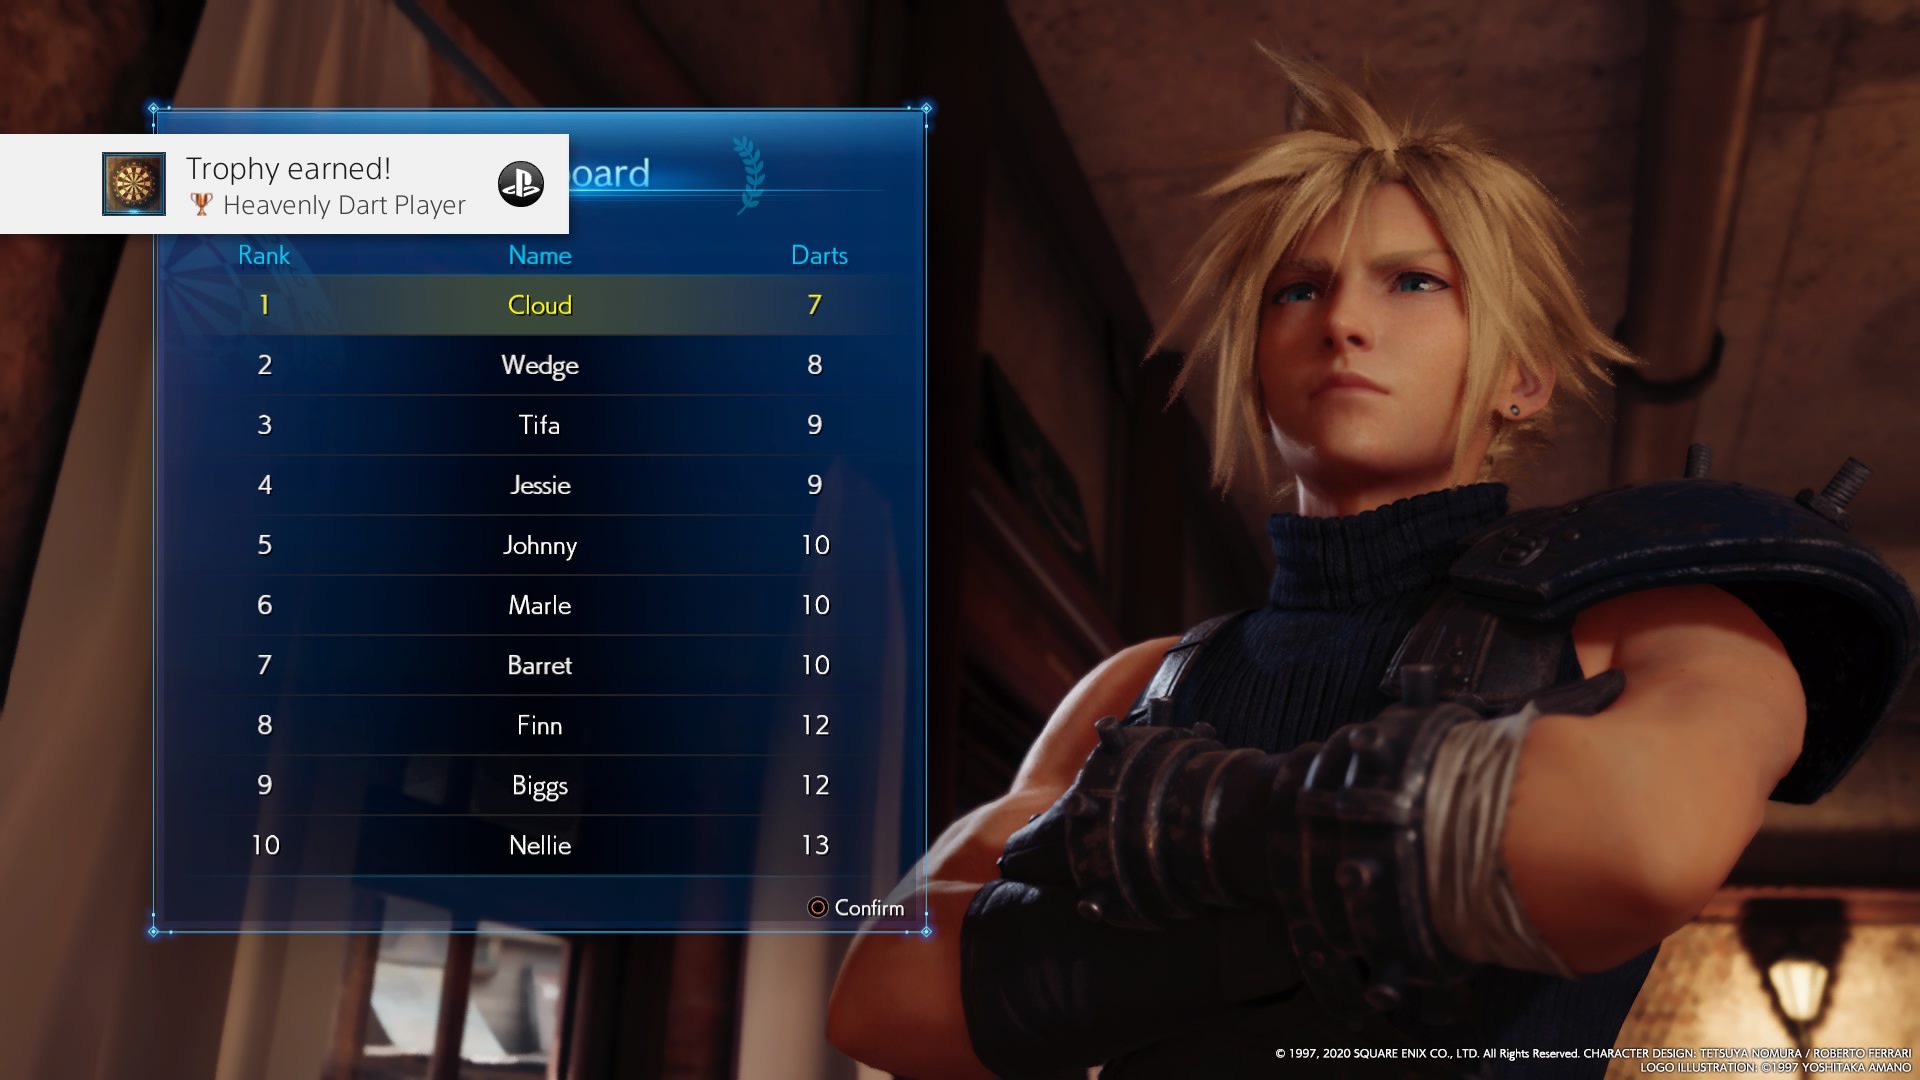 Trophy earned!
Heavenly Dart Player
board
Rank Name Darts
1 Cloud 7
2 Wedge 8
3 Tifa 9
4 Jessie 9
5 Johnny 10
6 Marle 10
7 Barret 10
8 Finn 12
9 Biggs 12
10 Nellie 13
Confirm
© 1997, 2020 SQUARE ENIX CO., LTD. All Rights Reserved. CHARACTER DESIGN: TETSUYA NOMURA / ROBERTO FERRARI
LOGO ILLUSTRATION: ©1997 YOSHITAKA AMANO